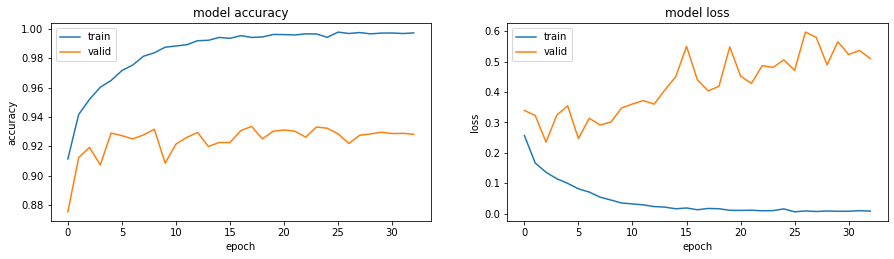 model accuracy
train
valid
accuracy
1.00
0.98
0.96
0.94
0.92
0.90
0.88
0 5 10 15 20 25 30
epoch
model loss
train
valid
loss
0.6
0.5
0.4
0.3
0.2
0.1
0.0
0 5 10 15 20 25 30
epoch